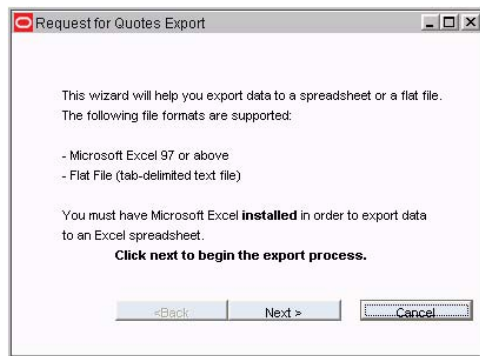 Request for Quotes Export
This wizard will help you export data to a spreadsheet or a flat file.
The following file formats are supported:
- Microsoft Excel 97 or above
- Flat File (tab-delimited text file)
You must have Microsoft Excel installed in order to export data
to an Excel spreadsheet.
Click next to begin the export process.
<Back Next > Cancel